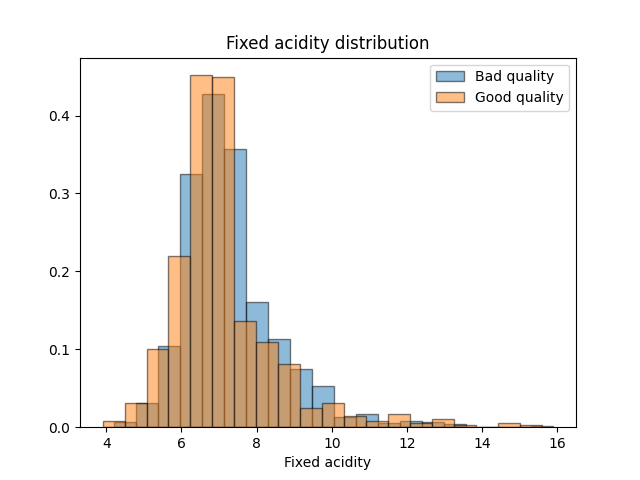 Fixed acidity distribution
Bad quality
Good quality
0.4
0.3
0.2
0.1
0.0
4 6 8 10 12 14 16
Fixed acidity